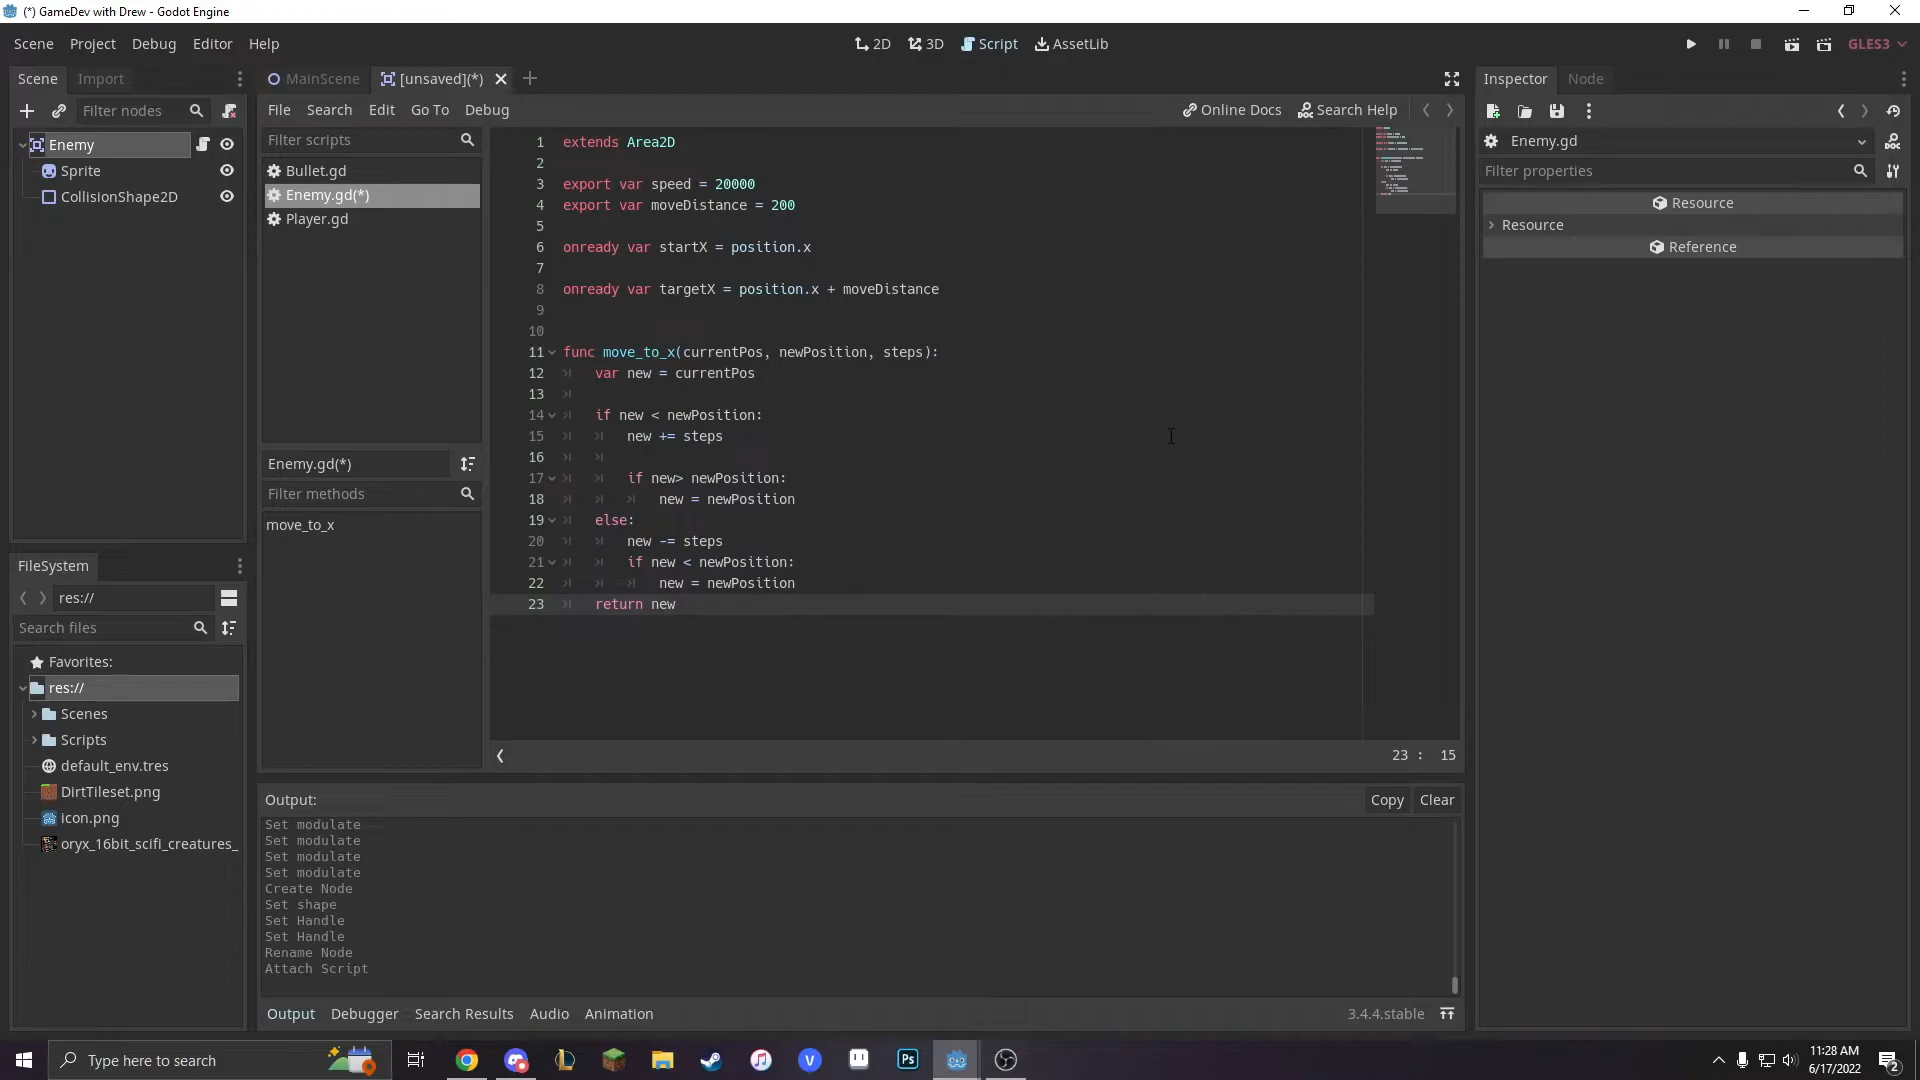 (*) GameDev with Drew - Godot Engine
Scene Project Debug Editor Help
2D 3D Script AssetLib
GLES3
Scene Import
MainScene [unsaved](*)
Inspector Node
Filter nodes
File Search Edit Go To Debug
Online Docs Search Help
Enemy
Sprite
CollisionShape2D
Filter scripts
Bullet.gd
Enemy.gd(*)
Player.gd
Enemy.gd(*)
Filter methods
move_to_x
1 extends Area2D
2
3 export var speed = 20000
4 export var moveDistance = 200
5
6 onready var startX = position.x
7
8 onready var targetX = position.x + moveDistance
9
10
11 func move_to_x(currentPos, newPosition, steps):
12 var new = currentPos
13
14 if new < newPosition:
15 new += steps
16
17 if new> newPosition:
18 new = newPosition
19 else:
20 new -= steps
21 if new < newPosition:
22 new = newPosition
23 return new
23 : 15
Enemy.gd
Filter properties
Resource
Resource
Reference
FileSystem
res://
Search files
Favorites:
res://
Scenes
Scripts
default_env.tres
DirtTileset.png
icon.png
oryx_16bit_scifi_creatures_
Output:
Copy Clear
Set modulate
Set modulate
Set modulate
Set modulate
Create Node
Set shape
Set Handle
Set Handle
Rename Node
Attach Script
Output Debugger Search Results Audio Animation
3.4.4.stable
Type here to search
Ps
11:28 AM
6/17/2022
2